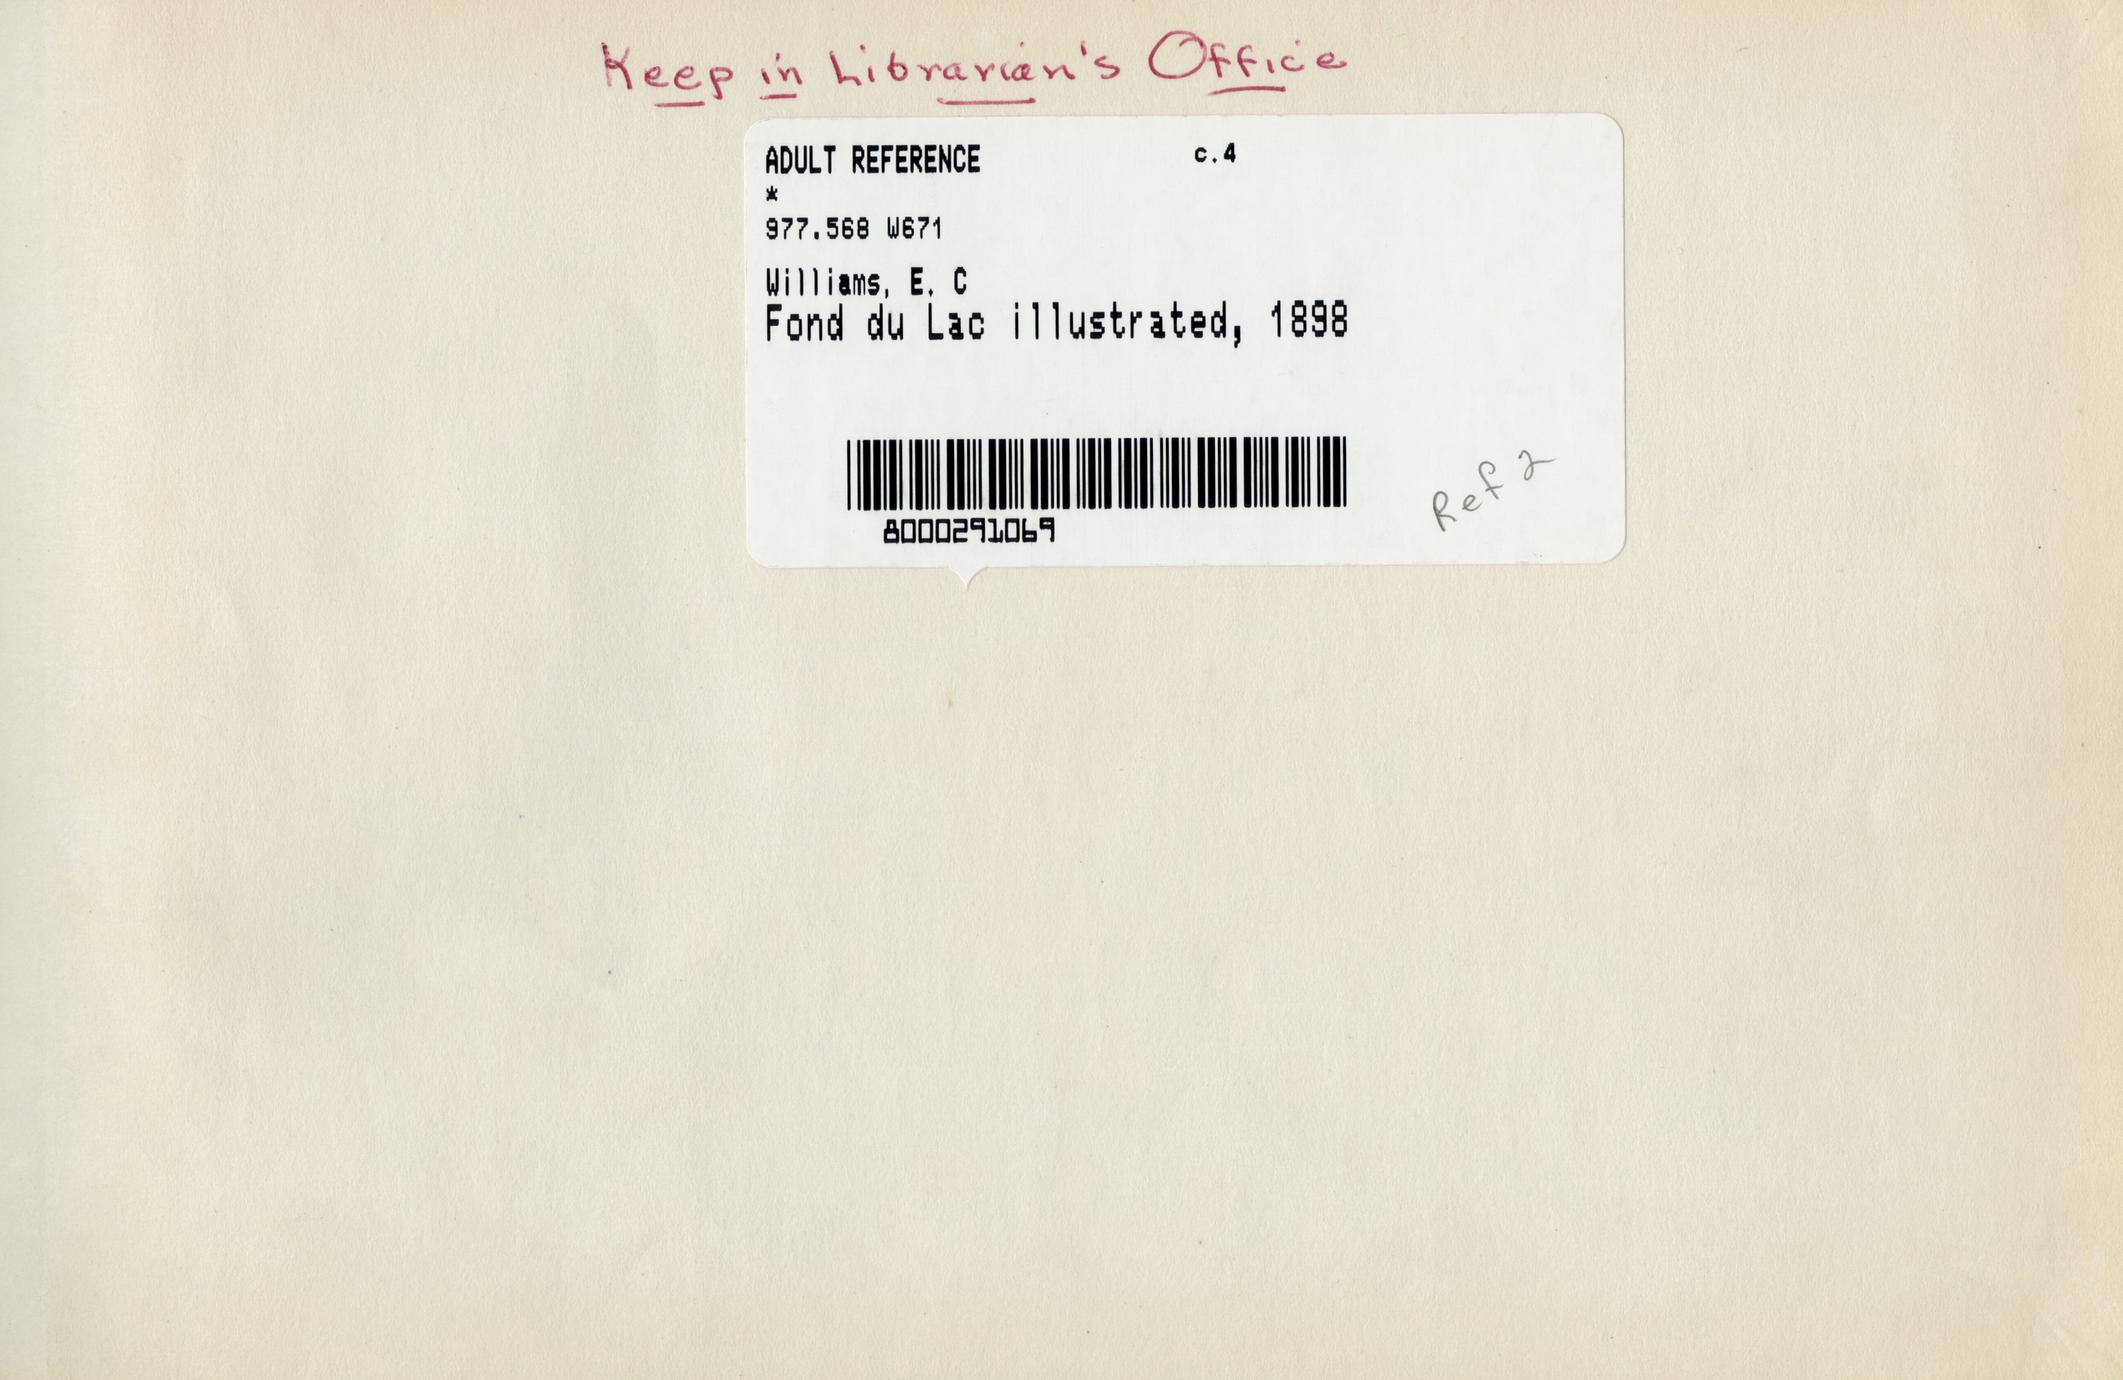 Keep in Librarian's Office
ADULT REFERENCE c.4
*
977.568 W671
Williams, E. C
Fond du Lac illustrated, 1898
8000291069
Ref 2